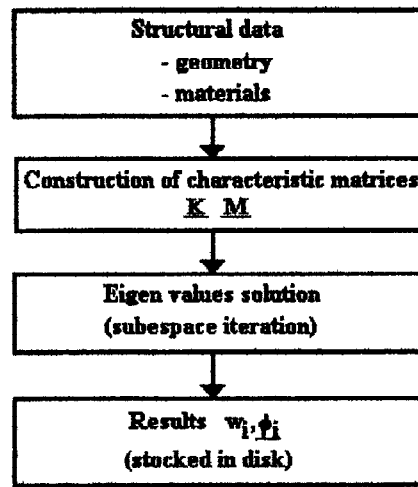 Structural data
- geometry
- materials
Construction of characteristic matrices
K M
Eigen values solution
(subespace iteration)
Results wi,ϕi
(stocked in disk)